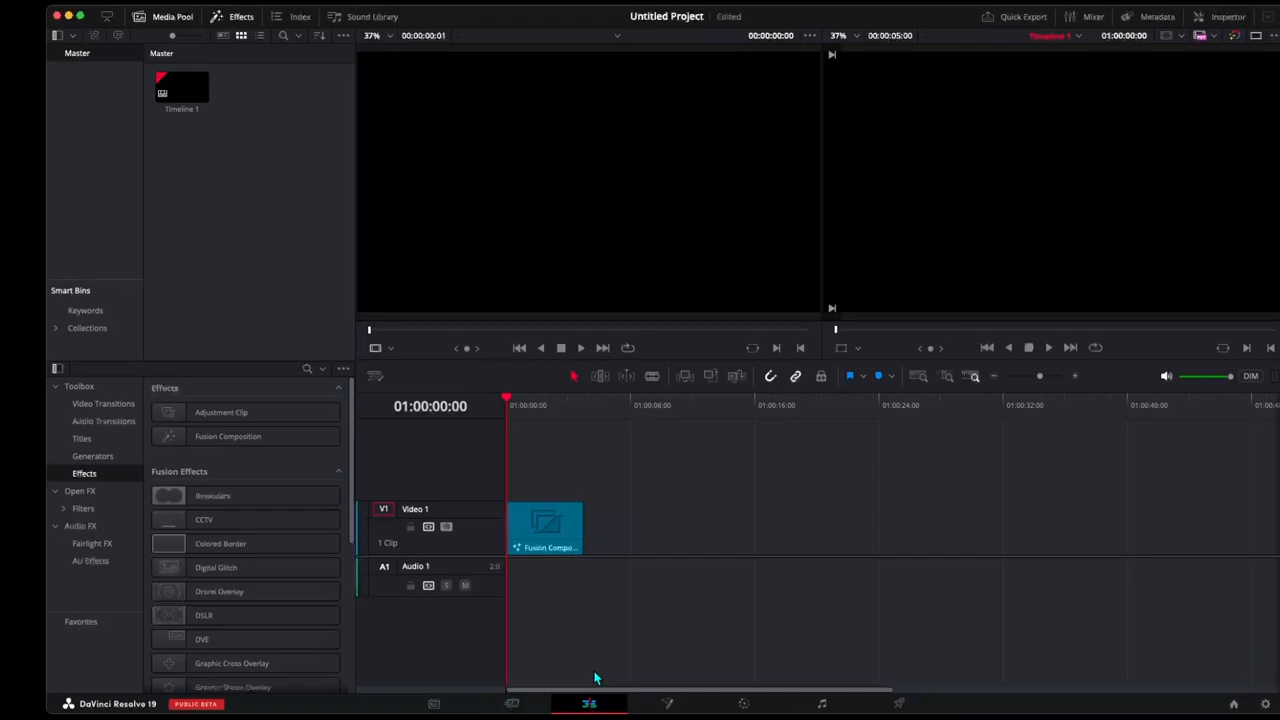 Untitled Project Edited
Media Pool Effects Index Sound Library
Quick Export Mixer Metadata Inspector
37% 00:00:00:01 00:00:00:00
37% 00:00:05:00 Timeline 1 01:00:00:00
Master
Master
Timeline 1
Smart Bins
Keywords
Collections
Toolbox
Video Transitions
Audio Transitions
Titles
Generators
Effects
Open FX
Filters
Audio FX
Fairlight FX
AU Effects
Favorites
Effects
Adjustment Clip
Fusion Composition
Fusion Effects
Binoculars
CCTV
Colored Border
Digital Glitch
Drone Overlay
DSLR
DVE
Graphic Cross Overlay
DIM
01:00:00:00
01:00:00:00 01:00:08:00 01:00:16:00 01:00:24:00 01:00:32:00 01:00:40:00
V1 Video 1
1 Clip
Fusion Compo...
A1 Audio 1 2.0
S M
DaVinci Resolve 19 PUBLIC BETA